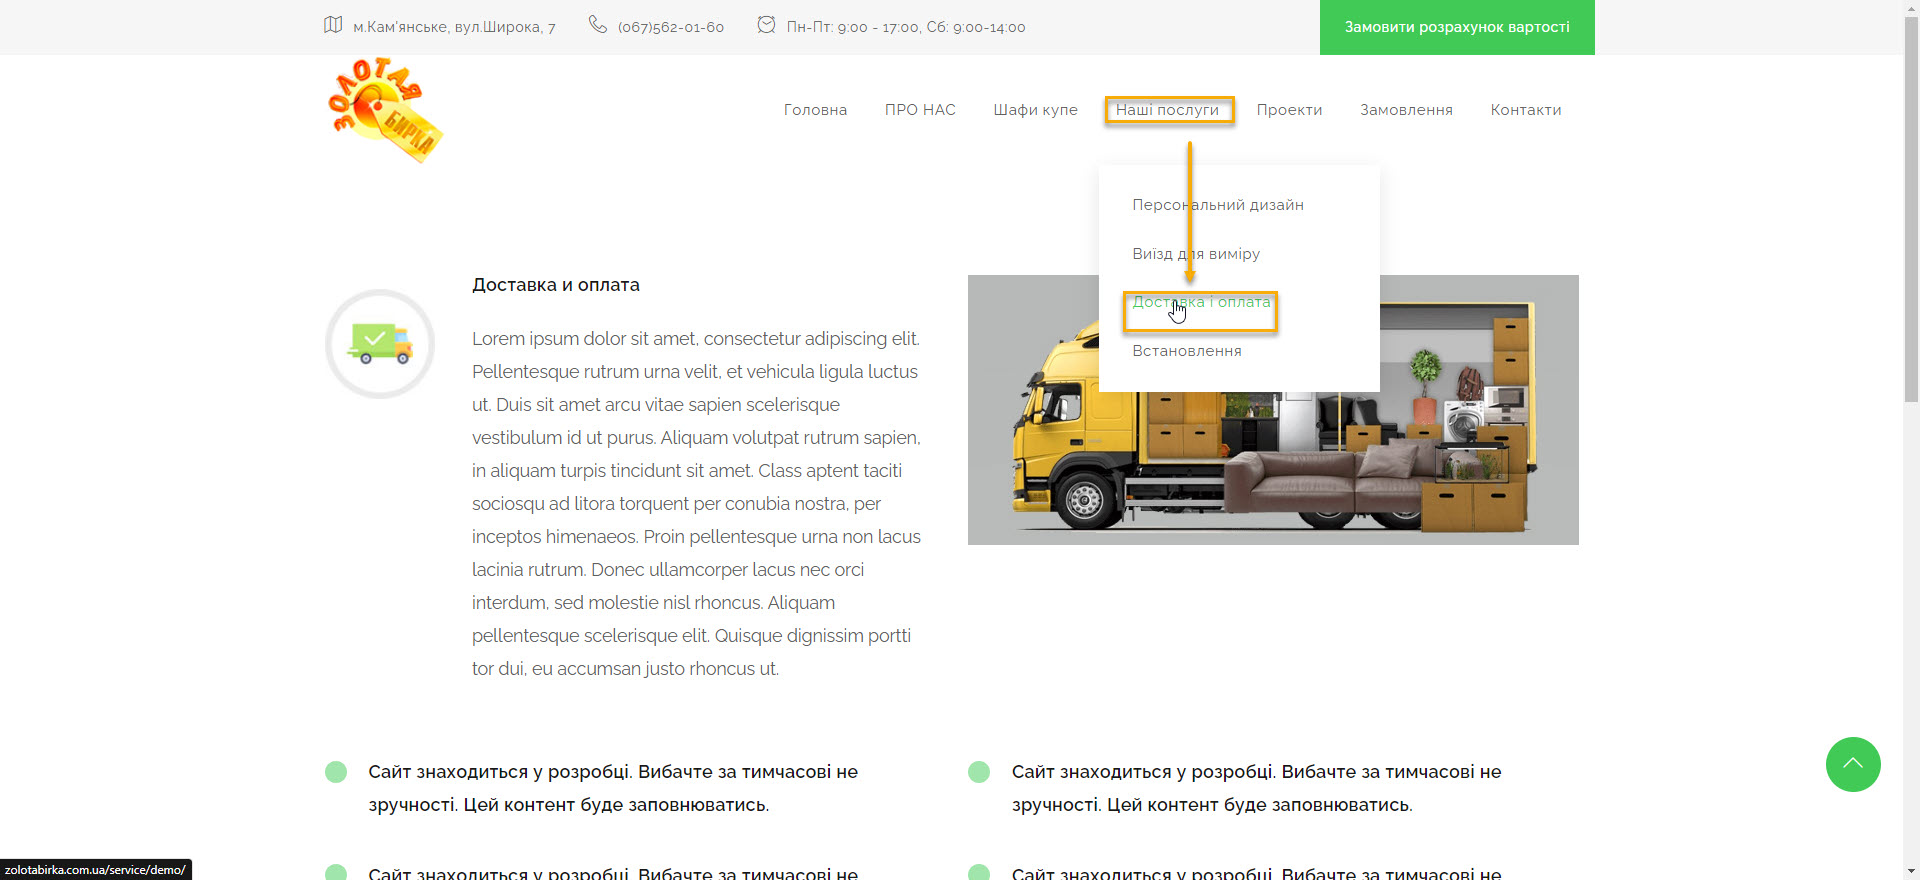 м.Кам'янське, вул.Широка, 7
(067)562-01-60
Пн-Пт: 9:00 - 17:00, Сб: 9:00-14:00
Замовити розрахунок вартості
ЗОЛОТАЯ
БИРКА
Головна
ПРО НАС
Шафи купе
Наші послуги
Проекти
Замовлення
Контакти
Персональний дизайн
Виїзд для виміру
Доставка і оплата
Встановлення
Доставка и оплата
Lorem ipsum dolor sit amet, consectetur adipiscing elit.
Pellentesque rutrum urna velit, et vehicula ligula luctus
ut. Duis sit amet arcu vitae sapien scelerisque
vestibulum id ut purus. Aliquam volutpat rutrum sapien,
in aliquam turpis tincidunt sit amet. Class aptent taciti
sociosqu ad litora torquent per conubia nostra, per
inceptos himenaeos. Proin pellentesque urna non lacus
lacinia rutrum. Donec ullamcorper lacus nec orci
interdum, sed molestie nisl rhoncus. Aliquam
pellentesque scelerisque elit. Quisque dignissim portti
tor dui, eu accumsan justo rhoncus ut.
Сайт знаходиться у розробці. Вибачте за тимчасові не
зручності. Цей контент буде заповнюватись.
Сайт знаходиться у розробці. Вибачте за тимчасові не
зручності. Цей контент буде заповнюватись.
Сайт знаходиться у розробці. Вибачте за тимчасові не
Сайт знаходиться у розробці. Вибачте за тимчасові не
zolotabirka.com.ua/service/demo/